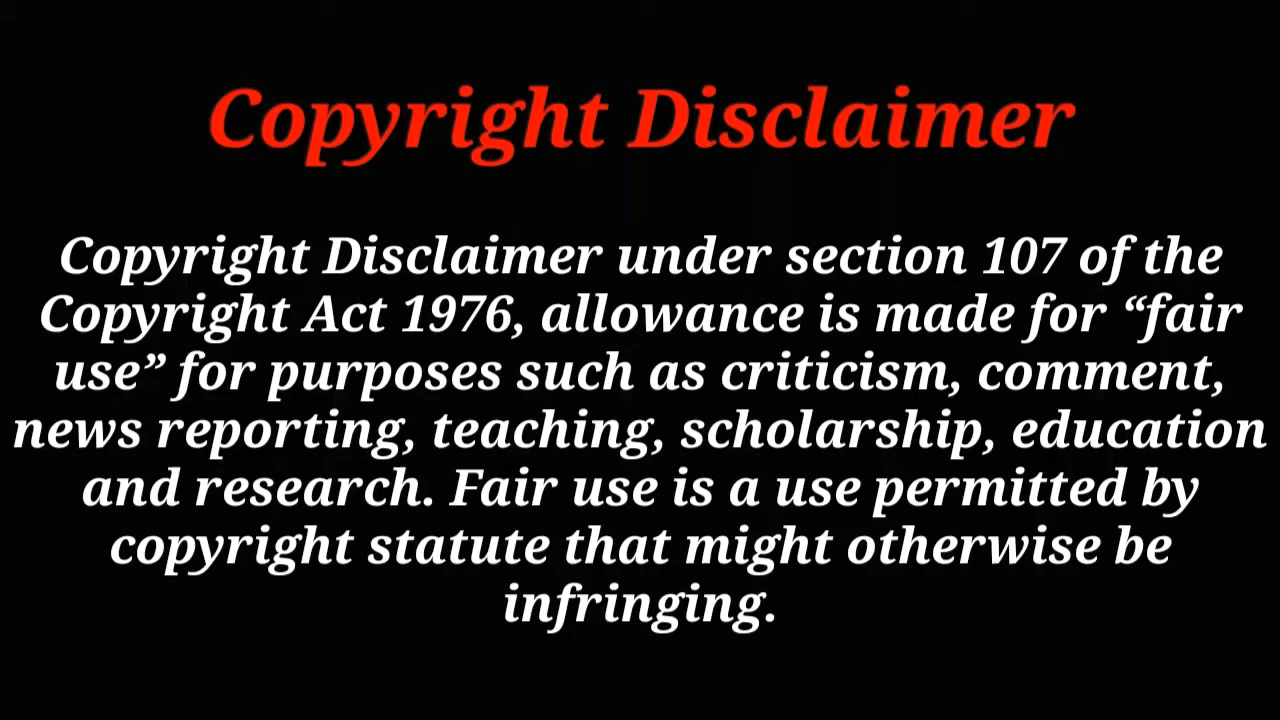 Copyright Disclaimer
Copyright Disclaimer under section 107 of the
Copyright Act 1976, allowance is made for “fair
use” for purposes such as criticism, comment,
news reporting, teaching, scholarship, education
and research. Fair use is a use permitted by
copyright statute that might otherwise be
infringing.